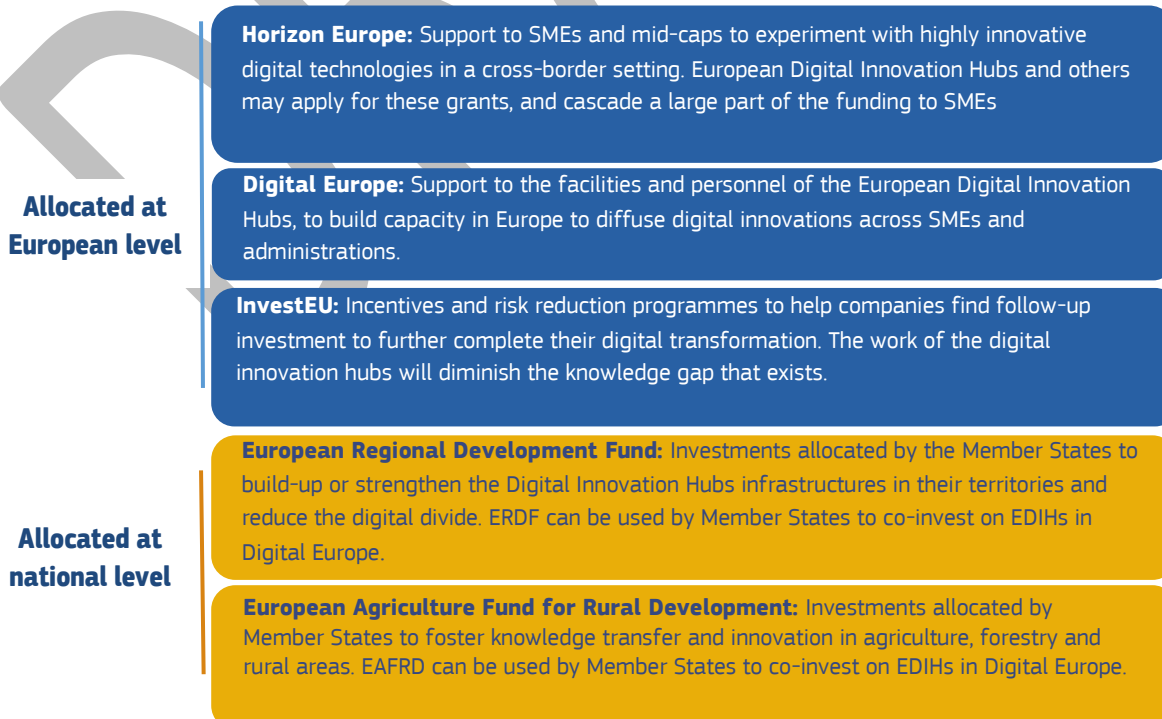 Horizon Europe: Support to SMEs and mid-caps to experiment with highly innovative
digital technologies in a cross-border setting. European Digital Innovation Hubs and others
may apply for these grants, and cascade a large part of the funding to SMEs
Digital Europe: Support to the facilities and personnel of the European Digital Innovation
Hubs, to build capacity in Europe to diffuse digital innovations across SMEs and
administrations.
Allocated at
European level
InvestEU: Incentives and risk reduction programmes to help companies find follow-up
investment to further complete their digital transformation. The work of the digital
innovation hubs will diminish the knowledge gap that exists.
European Regional Development Fund: Investments allocated by the Member States to
build-up or strengthen the Digital Innovation Hubs infrastructures in their territories and
reduce the digital divide. ERDF can be used by Member States to co-invest on EDIHs in
Digital Europe.
Allocated at
national level
European Agriculture Fund for Rural Development: Investments allocated by
Member States to foster knowledge transfer and innovation in agriculture, forestry and
rural areas. EAFRD can be used by Member States to co-invest on EDIHs in Digital Europe.